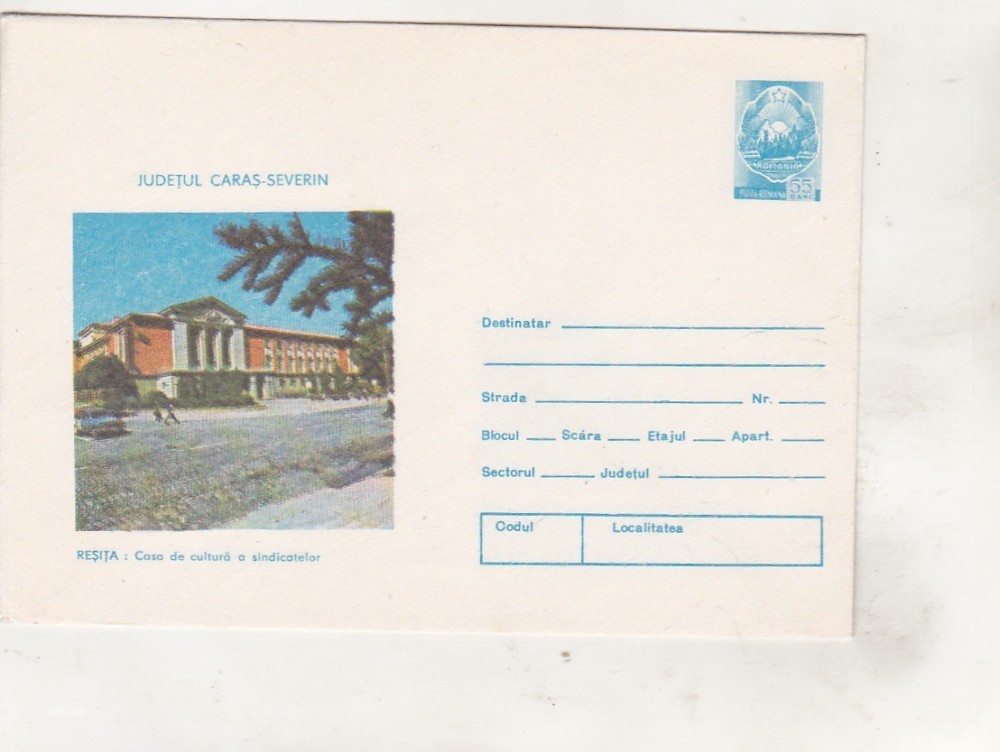 JUDEȚUL CARAȘ-SEVERIN
ROMANIA
POSTA ROMANA
55
BANI
Destinatar
Strada Nr.
Blocul Scára Etajul Apart.
Sectorul Județul
Codul Localitatea
REȘIȚA : Casa de cultură a sindicatelor